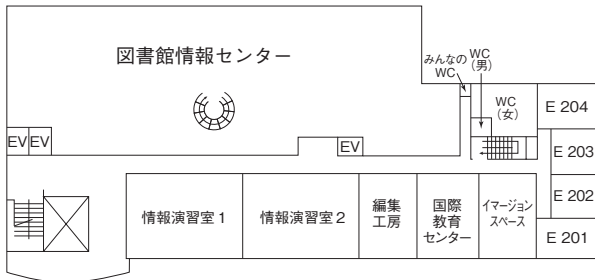 図書館情報センター
みんなの
WC
WC
(男)
WC
(女)
E 204
EV
EV
EV
E 203
E 202
E 201
情報演習室1
情報演習室2
編集
工房
国際
教育
センター
イマージョン
スペース